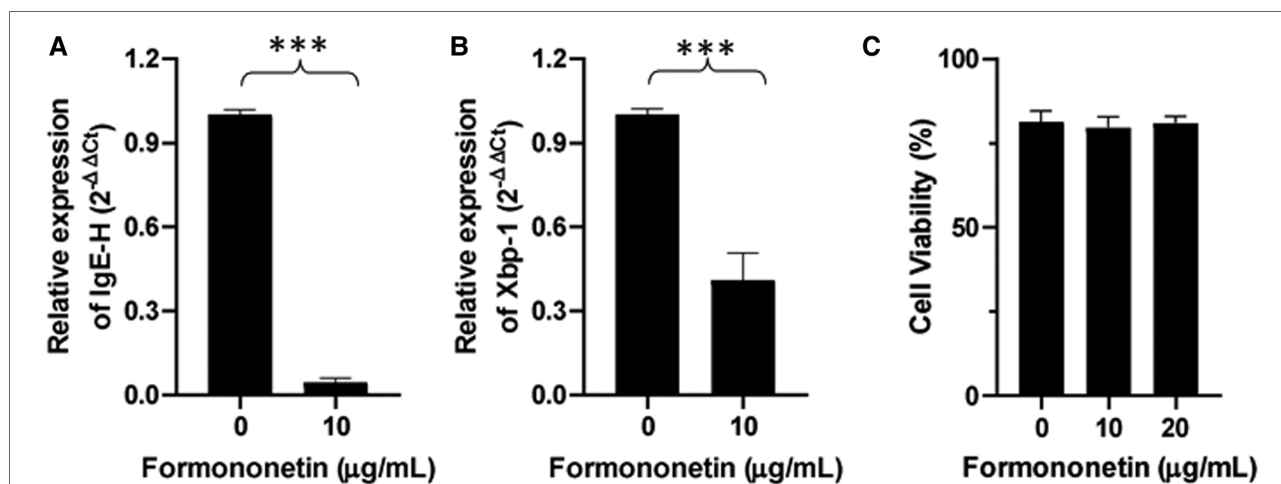 A
***
1.2
0.9
0.6
0.3
0.0
Relative expression
of IgE-H (2-ΔΔCt)
0 10
Formononetin (μg/mL)
B
***
1.2
0.9
0.6
0.3
0.0
Relative expression
of Xbp-1 (2-ΔΔCt)
0 10
Formononetin (μg/mL)
C
100
50
0
Cell Viability (%)
0 10 20
Formononetin (μg/mL)